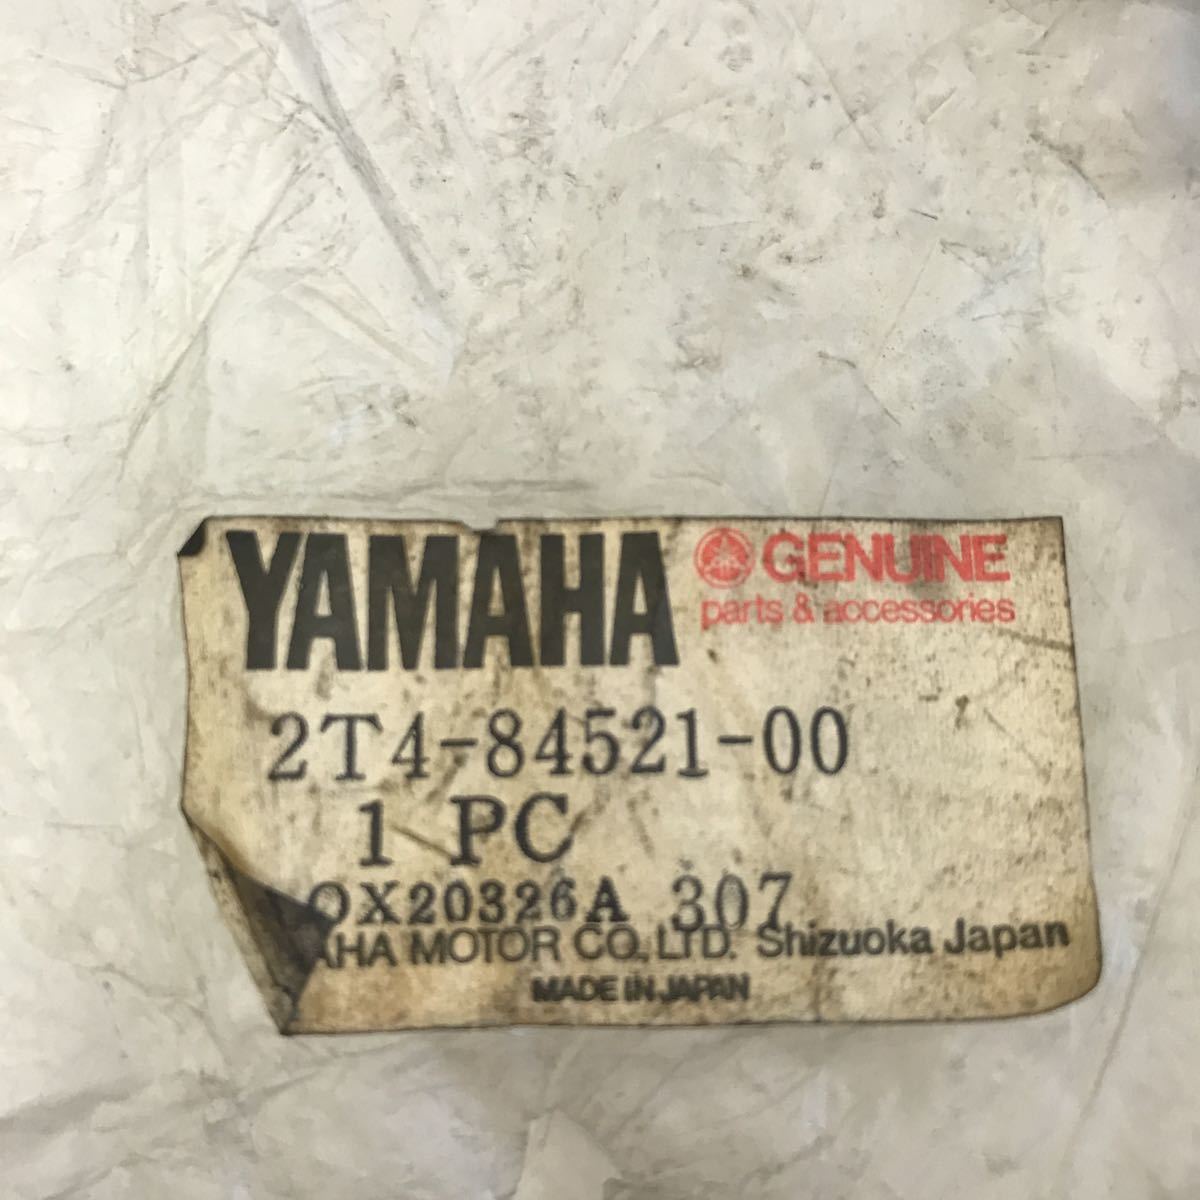 YAMAHA GENUINE
parts & accessories
2T4-84521-00
1 PC
0X20326A 307
AHA MOTOR CO., LTD. Shizuoka Japan
MADE IN JAPAN